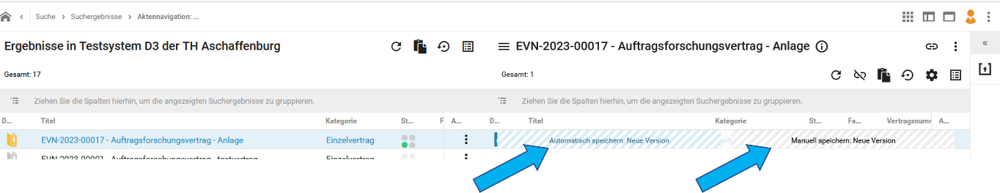 Suche
Suchergebnisse
Aktennavigation: ...
Ergebnisse in Testsystem D3 der TH Aschaffenburg
EVN-2023-00017 - Auftragsforschungsvertrag - Anlage
Gesamt: 17
Gesamt: 1
Ziehen Sie die Spalten hierhin, um die angezeigten Suchergebnisse zu gruppieren.
Ziehen Sie die Spalten hierhin, um die angezeigten Suchergebnisse zu gruppieren.
D... Titel Kategorie St... F A...
D... Titel Kategorie St... Fa... Vertragsnumm A...
EVN-2023-00017 - Auftragsforschungsvertrag - Anlage Einzelvertrag
Automatisch speichern: Neue Version
Manuell speichern: Neue Version
EVN-2023-00001 - Auftragsforschungsvertrag - testvertrag Einzelvertrag